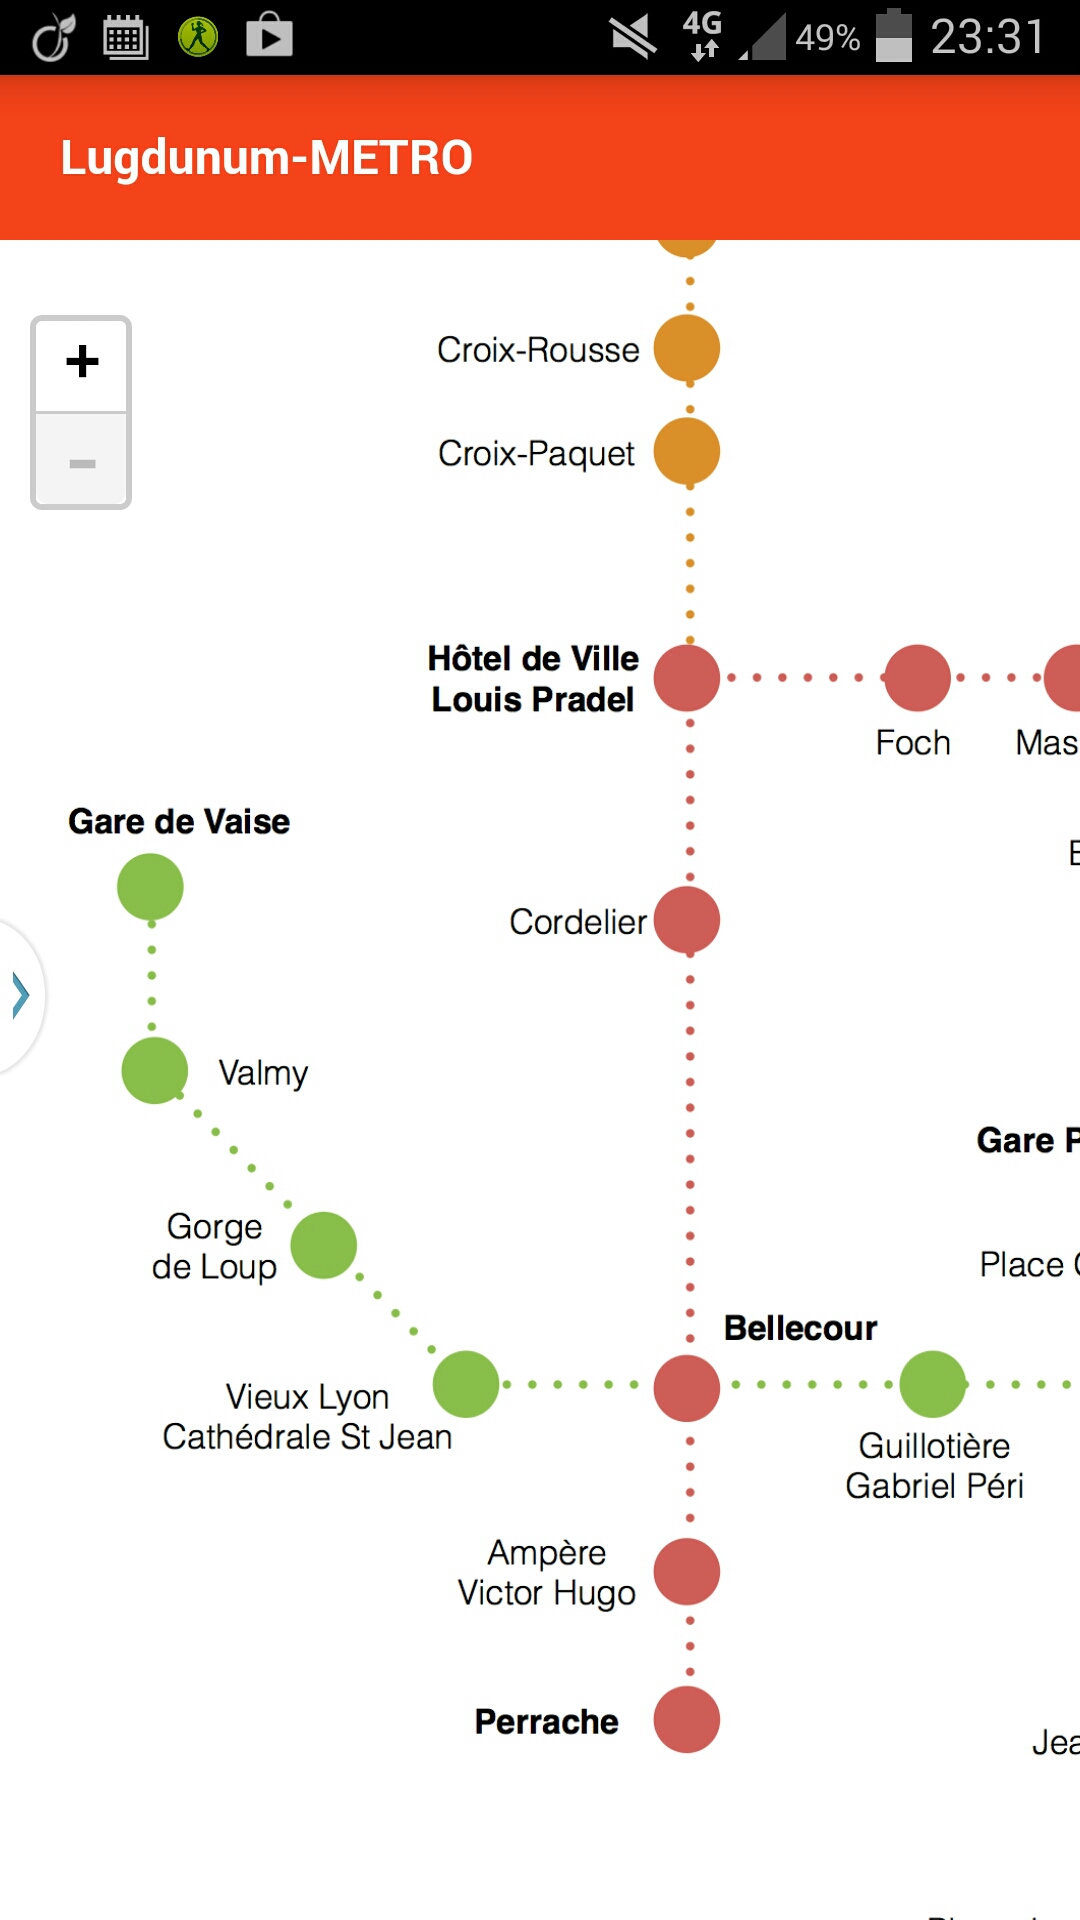 4G 49% 23:31
Lugdunum-METRO
+
-
Croix-Rousse
Croix-Paquet
Hôtel de Ville
Louis Pradel
Foch
Mas
Gare de Vaise
Cordelier
Valmy
Gare P
Gorge
de Loup
Place
Bellecour
Vieux Lyon
Cathédrale St Jean
Guillotière
Gabriel Péri
Ampère
Victor Hugo
Perrache
Jea